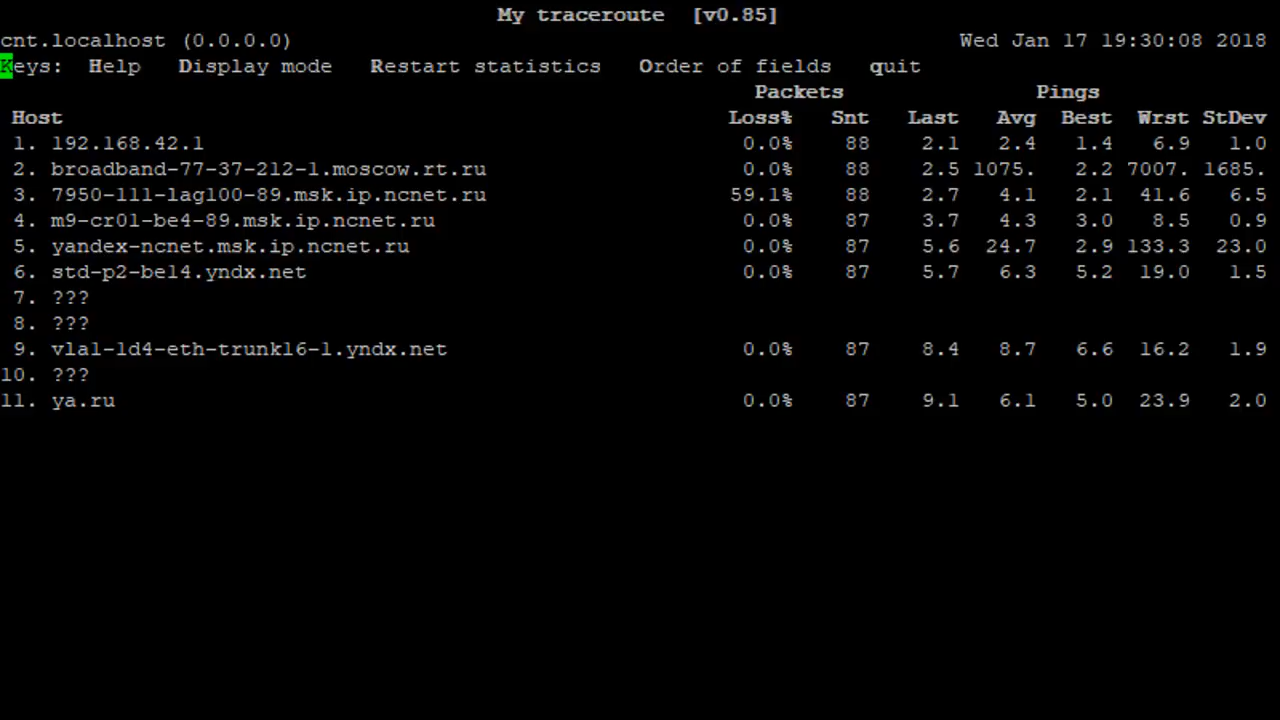 My traceroute [v0.85]
cnt.localhost (0.0.0.0) Wed Jan 17 19:30:08 2018
Keys: Help Display mode Restart statistics Order of fields quit
Packets Pings
Host Loss% Snt Last Avg Best Wrst StDev
1. 192.168.42.1 0.0% 88 2.1 2.4 1.4 6.9 1.0
2. broadband-77-37-212-1.moscow.rt.ru 0.0% 88 2.5 1075. 2.2 7007. 1685.
3. 7950-111-lag100-89.msk.ip.ncnet.ru 59.1% 88 2.7 4.1 2.1 41.6 6.5
4. m9-cr01-be4-89.msk.ip.ncnet.ru 0.0% 87 3.7 4.3 3.0 8.5 0.9
5. yandex-ncnet.msk.ip.ncnet.ru 0.0% 87 5.6 24.7 2.9 133.3 23.0
6. std-p2-be14.yndx.net 0.0% 87 5.7 6.3 5.2 19.0 1.5
7. ???
8. ???
9. vla1-1d4-eth-trunk16-1.yndx.net 0.0% 87 8.4 8.7 6.6 16.2 1.9
10. ???
11. ya.ru 0.0% 87 9.1 6.1 5.0 23.9 2.0